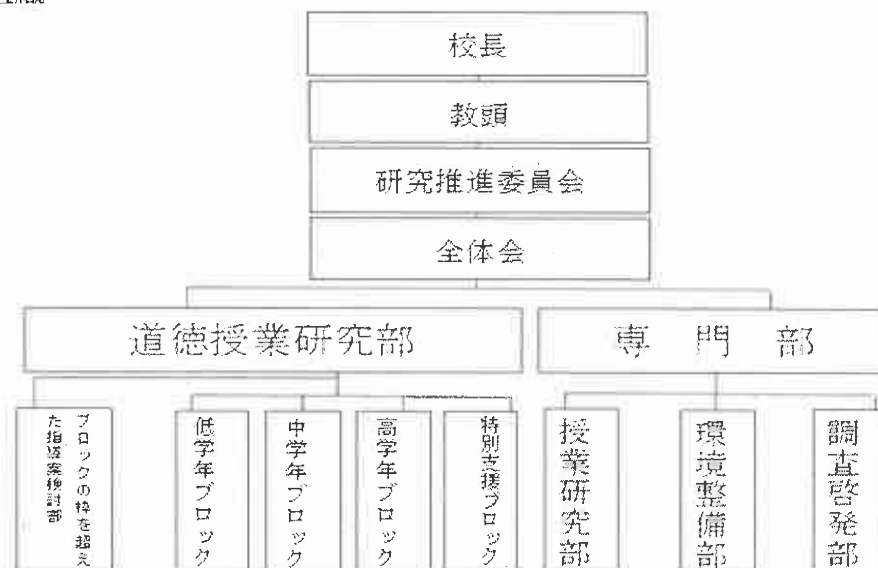 校長
教頭
研究推進委員会
全体会
道徳授業研究部
専門部
ブロックの枠を超え
た指導案検討部
低学年ブロック
中学年ブロック
高学年ブロック
特別支援ブロック
授業研究部
環境整備部
調査啓発部